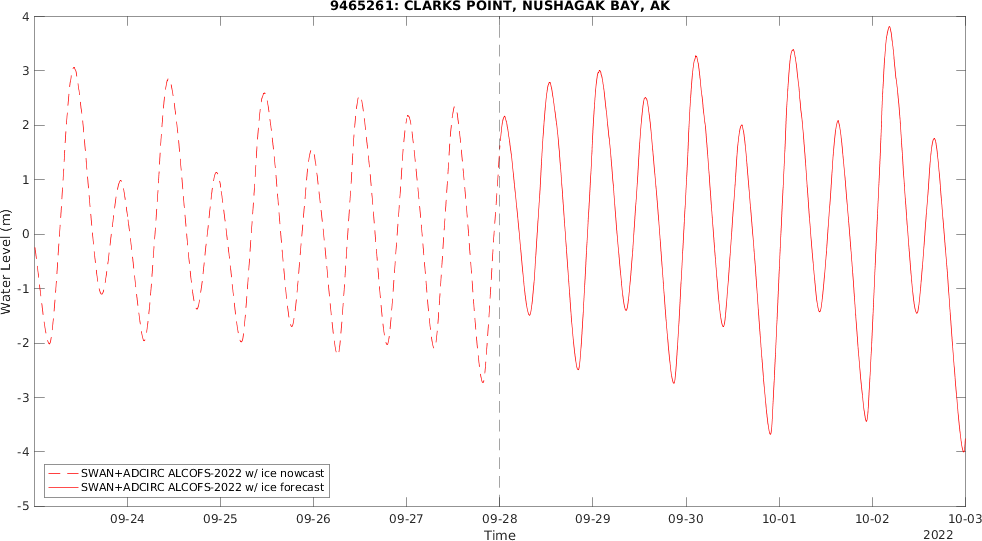 9465261: CLARKS POINT, NUSHAGAK BAY, AK
4
3
2
1
0
-1
-2
-3
-4
-5
Water Level (m)
SWAN+ADCIRC ALCOFS-2022 w/ ice nowcast
SWAN+ADCIRC ALCOFS-2022 w/ ice forecast
09-24 09-25 09-26 09-27 09-28 09-29 09-30 10-01 10-02 10-03
Time
2022